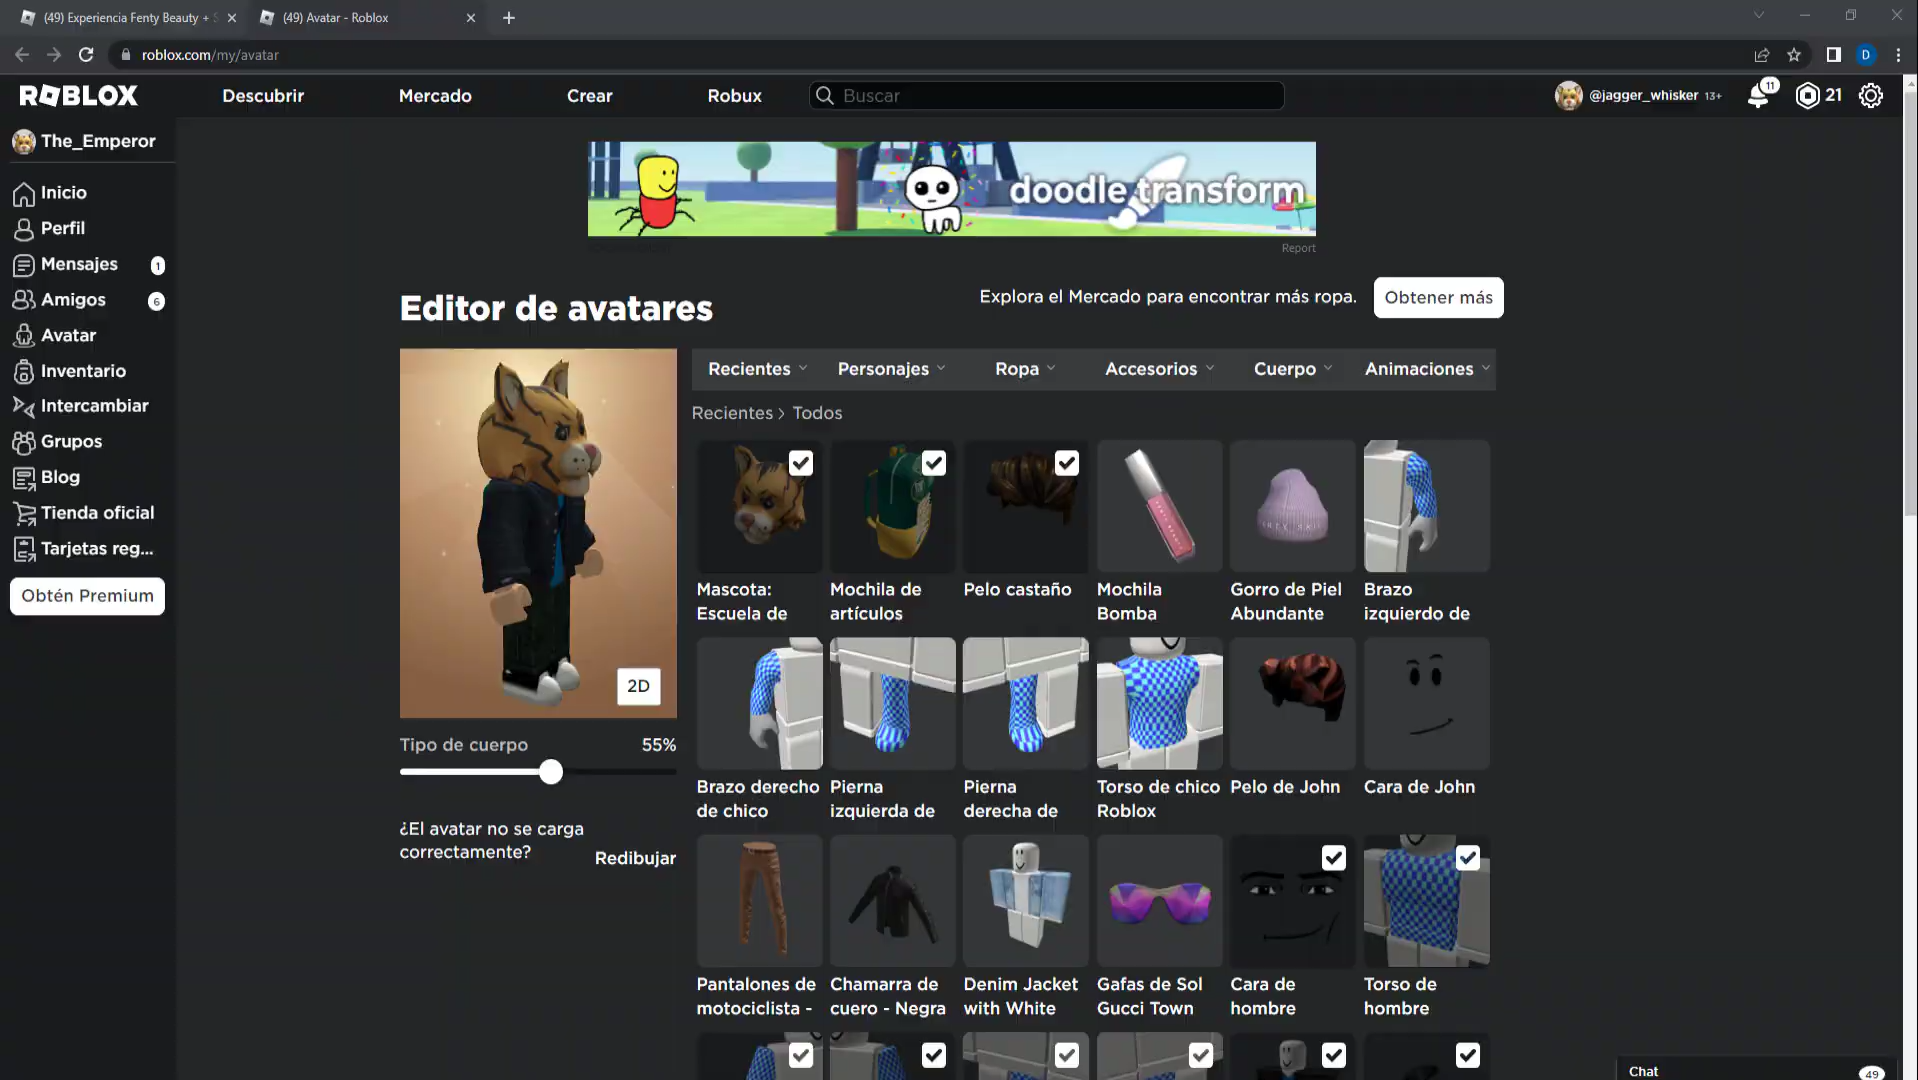 (49) Experiencia Fenty Beauty +
(49) Avatar - Roblox
roblox.com/my/avatar
D
ROBLOX
Descubrir
Mercado
Crear
Robux
Buscar
@jagger_whisker 13+
11
21
The_Emperor
Inicio
Perfil
Mensajes 1
Amigos 6
Avatar
Inventario
Intercambiar
Grupos
Blog
Tienda oficial
Tarjetas reg...
Obtén Premium
doodle transform
Report
Editor de avatares
Explora el Mercado para encontrar más ropa.
Obtener más
Recientes
Personajes
Ropa
Accesorios
Cuerpo
Animaciones
Recientes > Todos
2D
Tipo de cuerpo 55%
¿El avatar no se carga
correctamente?
Redibujar
Mascota:
Escuela de
Mochila de
artículos
Pelo castaño
Mochila
Bomba
Gorro de Piel
Abundante
Brazo
izquierdo de
Brazo derecho
de chico
Pierna
izquierda de
Pierna
derecha de
Torso de chico
Roblox
Pelo de John
Cara de John
Pantalones de
motociclista -
Chamarra de
cuero - Negra
Denim Jacket
with White
Gafas de Sol
Gucci Town
Cara de
hombre
Torso de
hombre
Chat 49